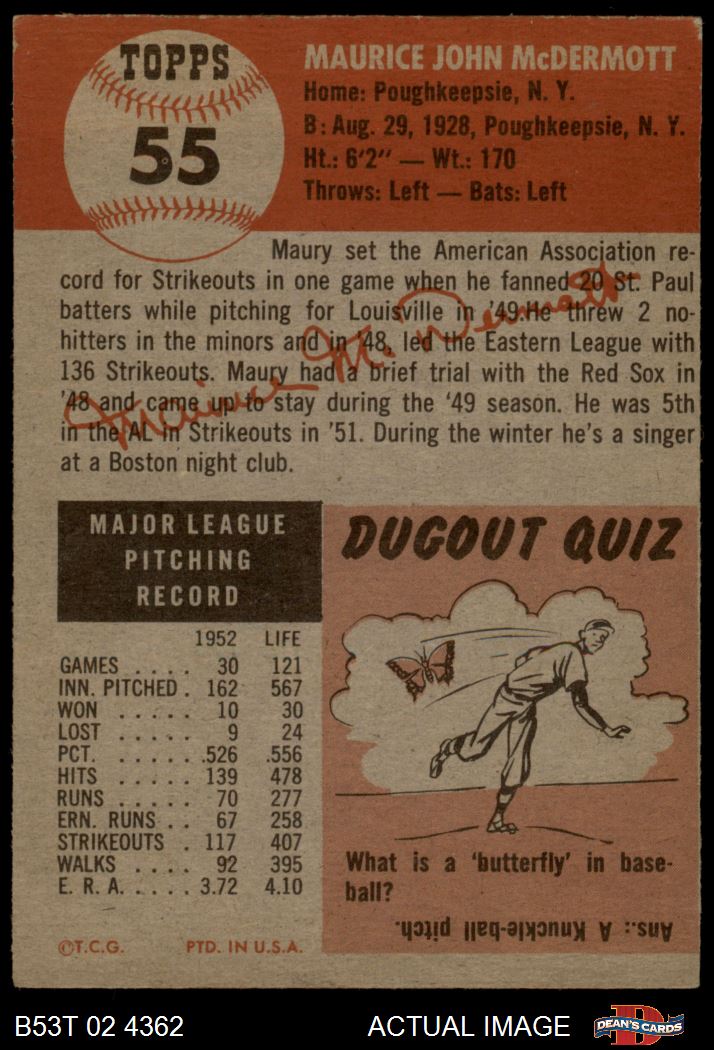 TOPPS
55
MAURICE JOHN McDERMOTT
Home: Poughkeepsie, N. Y.
B: Aug. 29, 1928, Poughkeepsie, N. Y.
Ht.: 6'2" — Wt.: 170
Throws: Left — Bats: Left
Maury set the American Association re-
cord for Strikeouts in one game when he fanned 20 St. Paul
batters while pitching for Louisville in '49.He threw 2 no-
hitters in the minors and in '48, led the Eastern League with
136 Strikeouts. Maury had a brief trial with the Red Sox in
'48 and came up to stay during the '49 season. He was 5th
in the AL in Strikeouts in '51. During the winter he's a singer
at a Boston night club.
Maurice M. Dermott
MAJOR LEAGUE
PITCHING
RECORD
1952 LIFE
GAMES . . . . 30 121
INN. PITCHED . 162 567
WON . . . . . 10 30
LOST . . . . . 9 24
PCT. . . . . . .526 .556
HITS . . . . . 139 478
RUNS . . . . . 70 277
ERN. RUNS . . 67 258
STRIKEOUTS . 117 407
WALKS . . . . 92 395
E. R. A. . . . . 3.72 4.10
©T.C.G. PTD. IN U.S.A.
DUGOUT QUIZ
What is a 'butterfly' in base-
ball?
Ans.: A Knuckle-ball pitch.
B53T 02 4362 ACTUAL IMAGE
D
DEAN'S CARDS